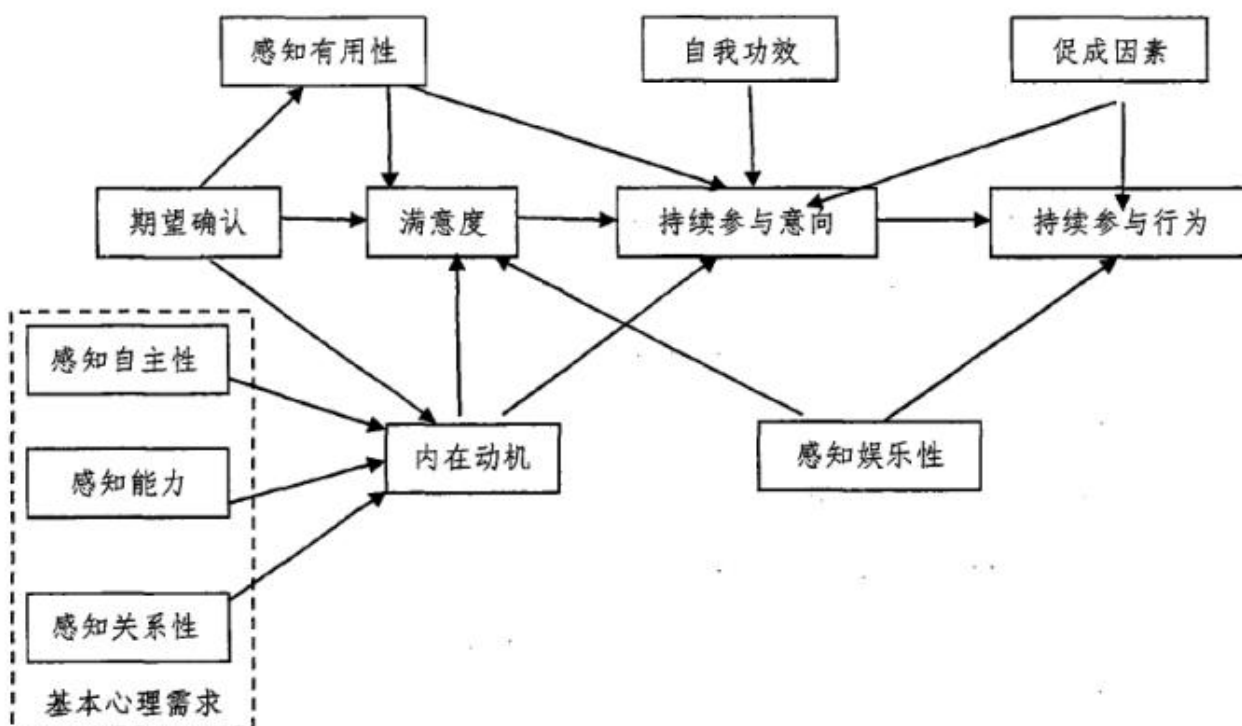 感知有用性
自我功效
促成因素
期望确认
满意度
持续参与意向
持续参与行为
感知自主性
感知能力
感知关系性
基本心理需求
内在动机
感知娱乐性